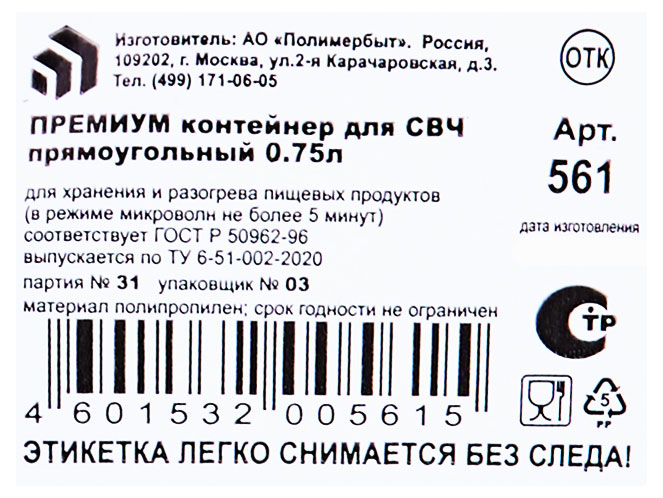 Изготовитель: АО «Полимербыт». Россия,
109202, г. Москва, ул.2-я Карачаровская, д.3.
Тел. (499) 171-06-05
ОТК
ПРЕМИУМ контейнер для СВЧ
прямоугольный 0.75л
Арт.
561
для хранения и разогрева пищевых продуктов
(в режиме микроволн не более 5 минут)
соответствует ГОСТ Р 50962-96
выпускается по ТУ 6-51-002-2020
дата изготовления
партия № 31 упаковщик № 03
материал полипропилен; срок годности не ограничен
СТР
5
PP
4 601532 005615
ЭТИКЕТКА ЛЕГКО СНИМАЕТСЯ БЕЗ СЛЕДА!